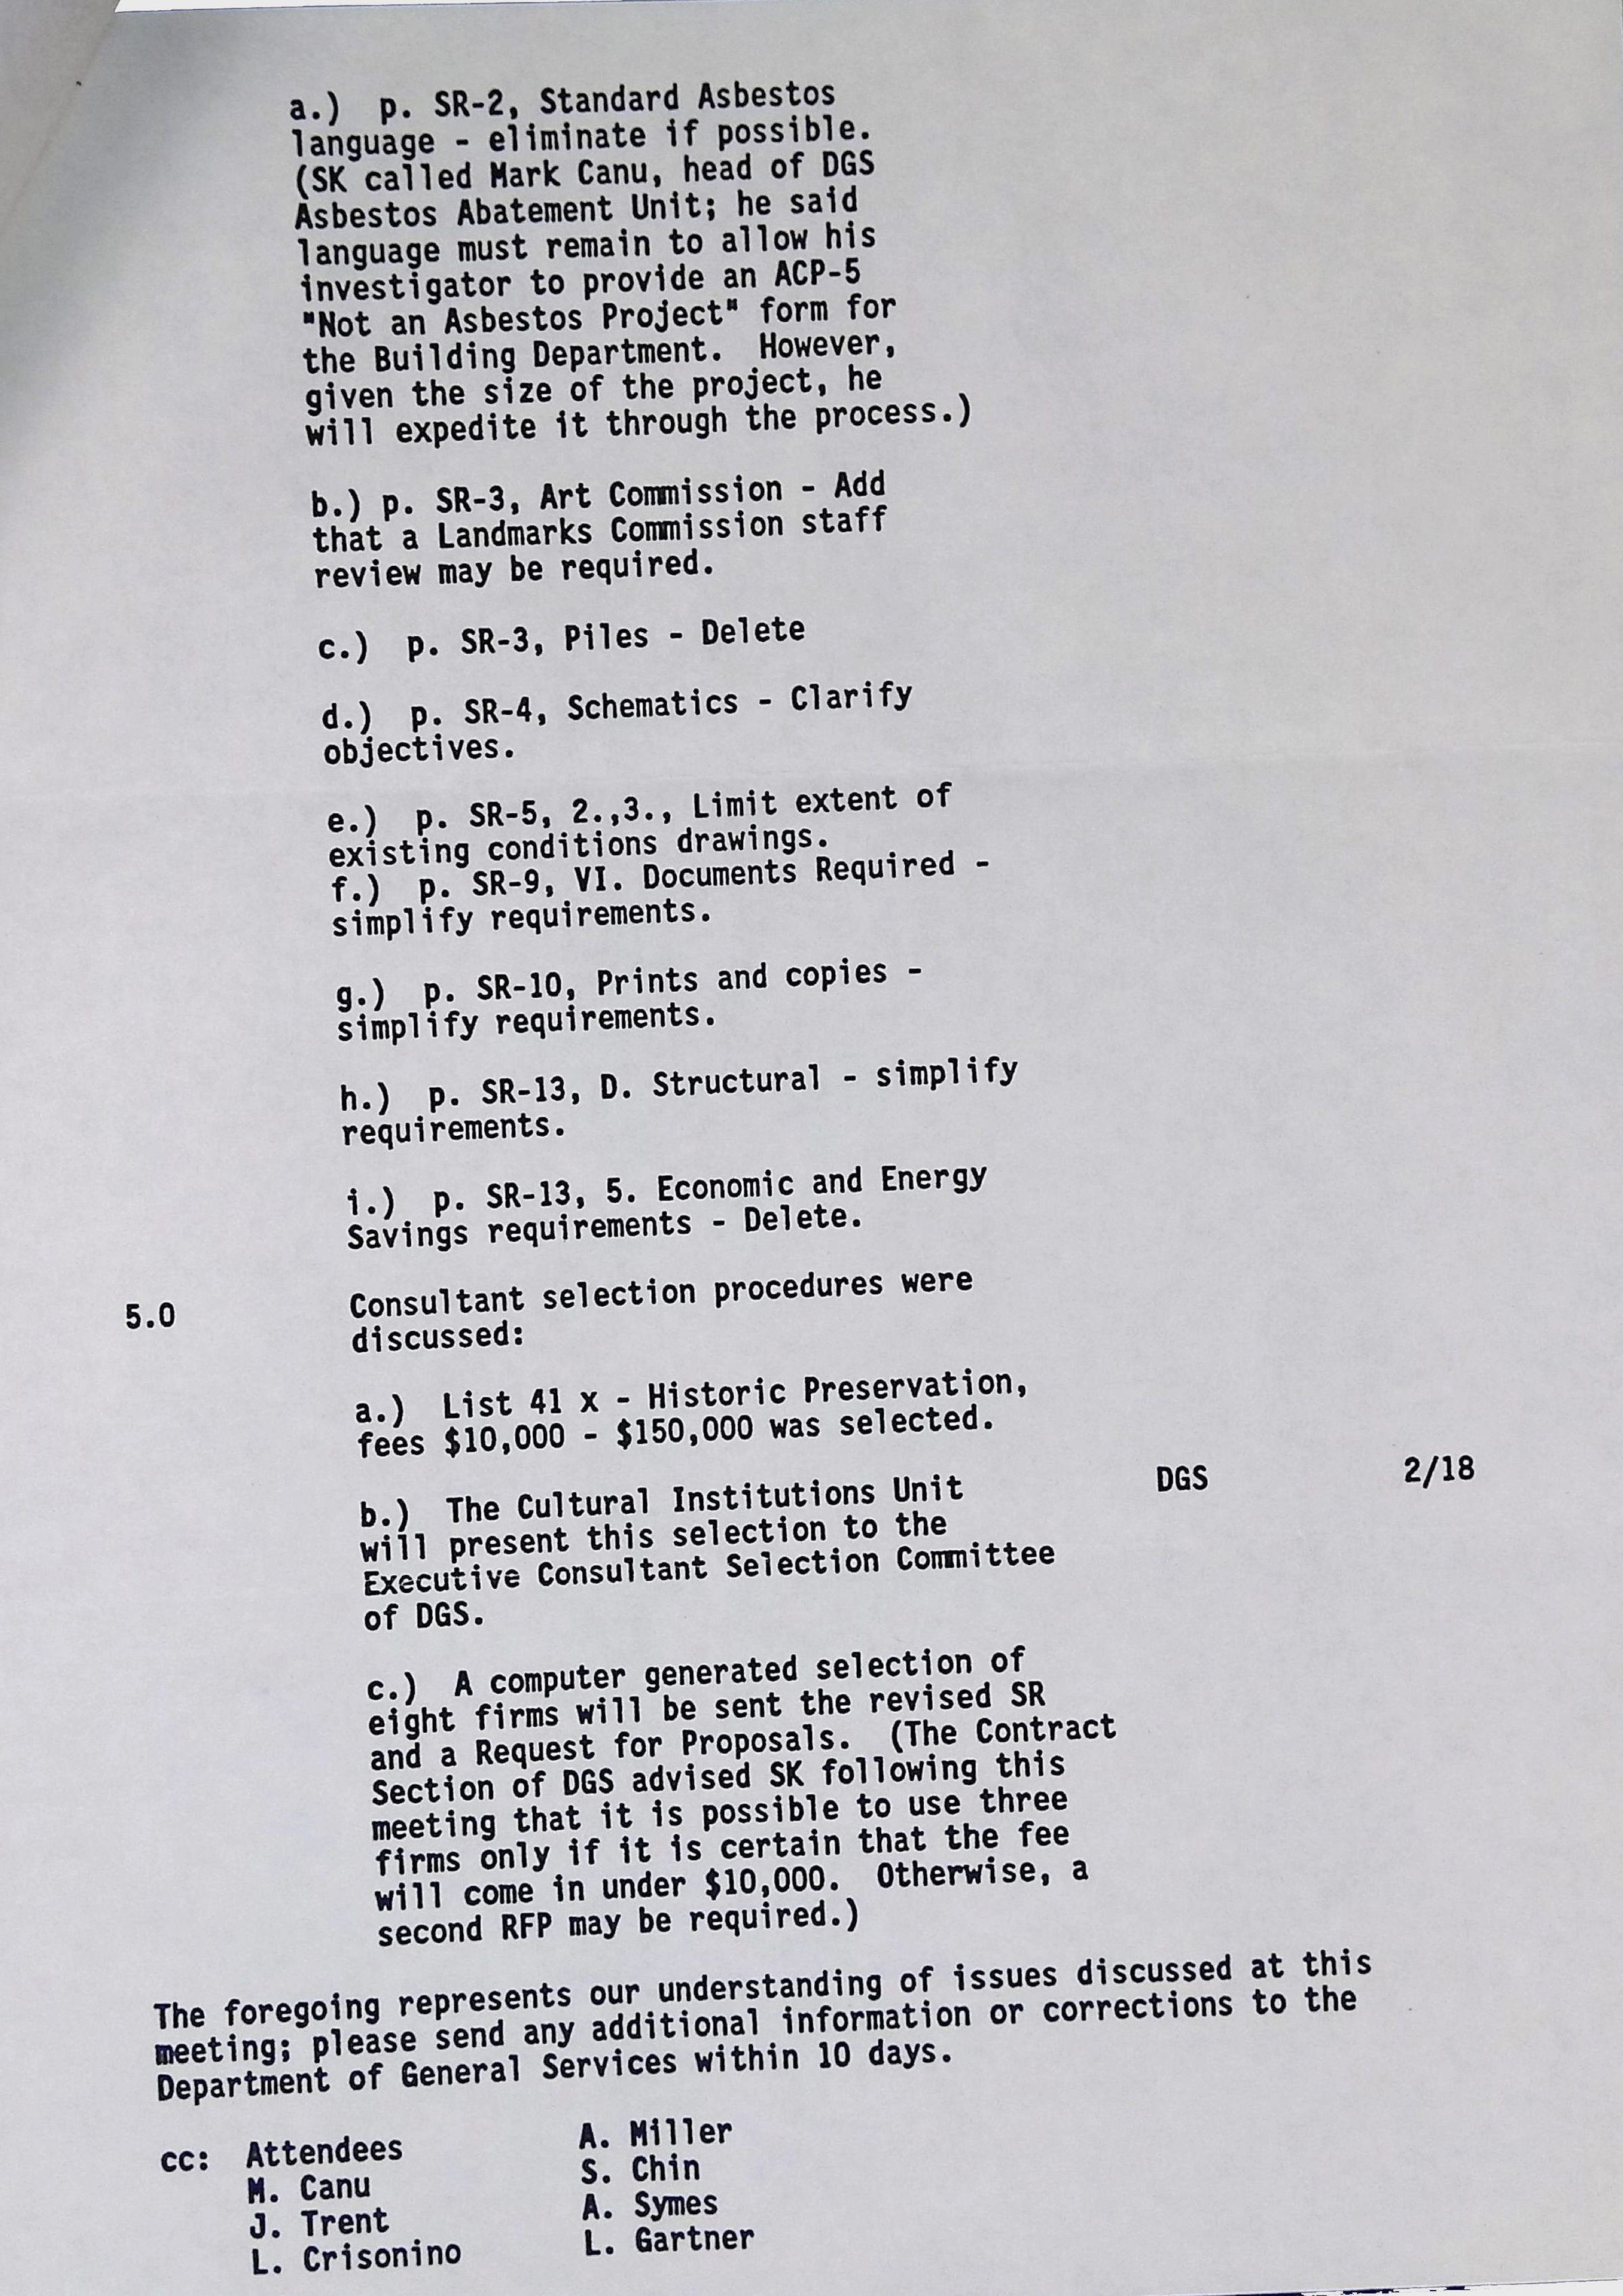 a.) p. SR-2, Standard Asbestos
language - eliminate if possible.
(SK called Mark Canu, head of DGS
Asbestos Abatement Unit; he said
language must remain to allow his
investigator to provide an ACP-5
"Not an Asbestos Project" form for
the Building Department. However,
given the size of the project, he
will expedite it through the process.)
b.) p. SR-3, Art Commission - Add
that a Landmarks Commission staff
review may be required.
c.) p. SR-3, Piles - Delete
d.) p. SR-4, Schematics - Clarify
objectives.
e.) p. SR-5, 2.,3., Limit extent of
existing conditions drawings.
f.) p. SR-9, VI. Documents Required -
simplify requirements.
g.) p. SR-10, Prints and copies -
simplify requirements.
h.) p. SR-13, D. Structural - simplify
requirements.
i.) p. SR-13, 5. Economic and Energy
Savings requirements - Delete.
5.0 Consultant selection procedures were
discussed:
a.) List 41 x - Historic Preservation,
fees $10,000 - $150,000 was selected.
b.) The Cultural Institutions Unit DGS 2/18
will present this selection to the
Executive Consultant Selection Committee
of DGS.
c.) A computer generated selection of
eight firms will be sent the revised SR
and a Request for Proposals. (The Contract
Section of DGS advised SK following this
meeting that it is possible to use three
firms only if it is certain that the fee
will come in under $10,000. Otherwise, a
second RFP may be required.)
The foregoing represents our understanding of issues discussed at this
meeting; please send any additional information or corrections to the
Department of General Services within 10 days.
cc: Attendees A. Miller
M. Canu S. Chin
J. Trent A. Symes
L. Crisonino L. Gartner